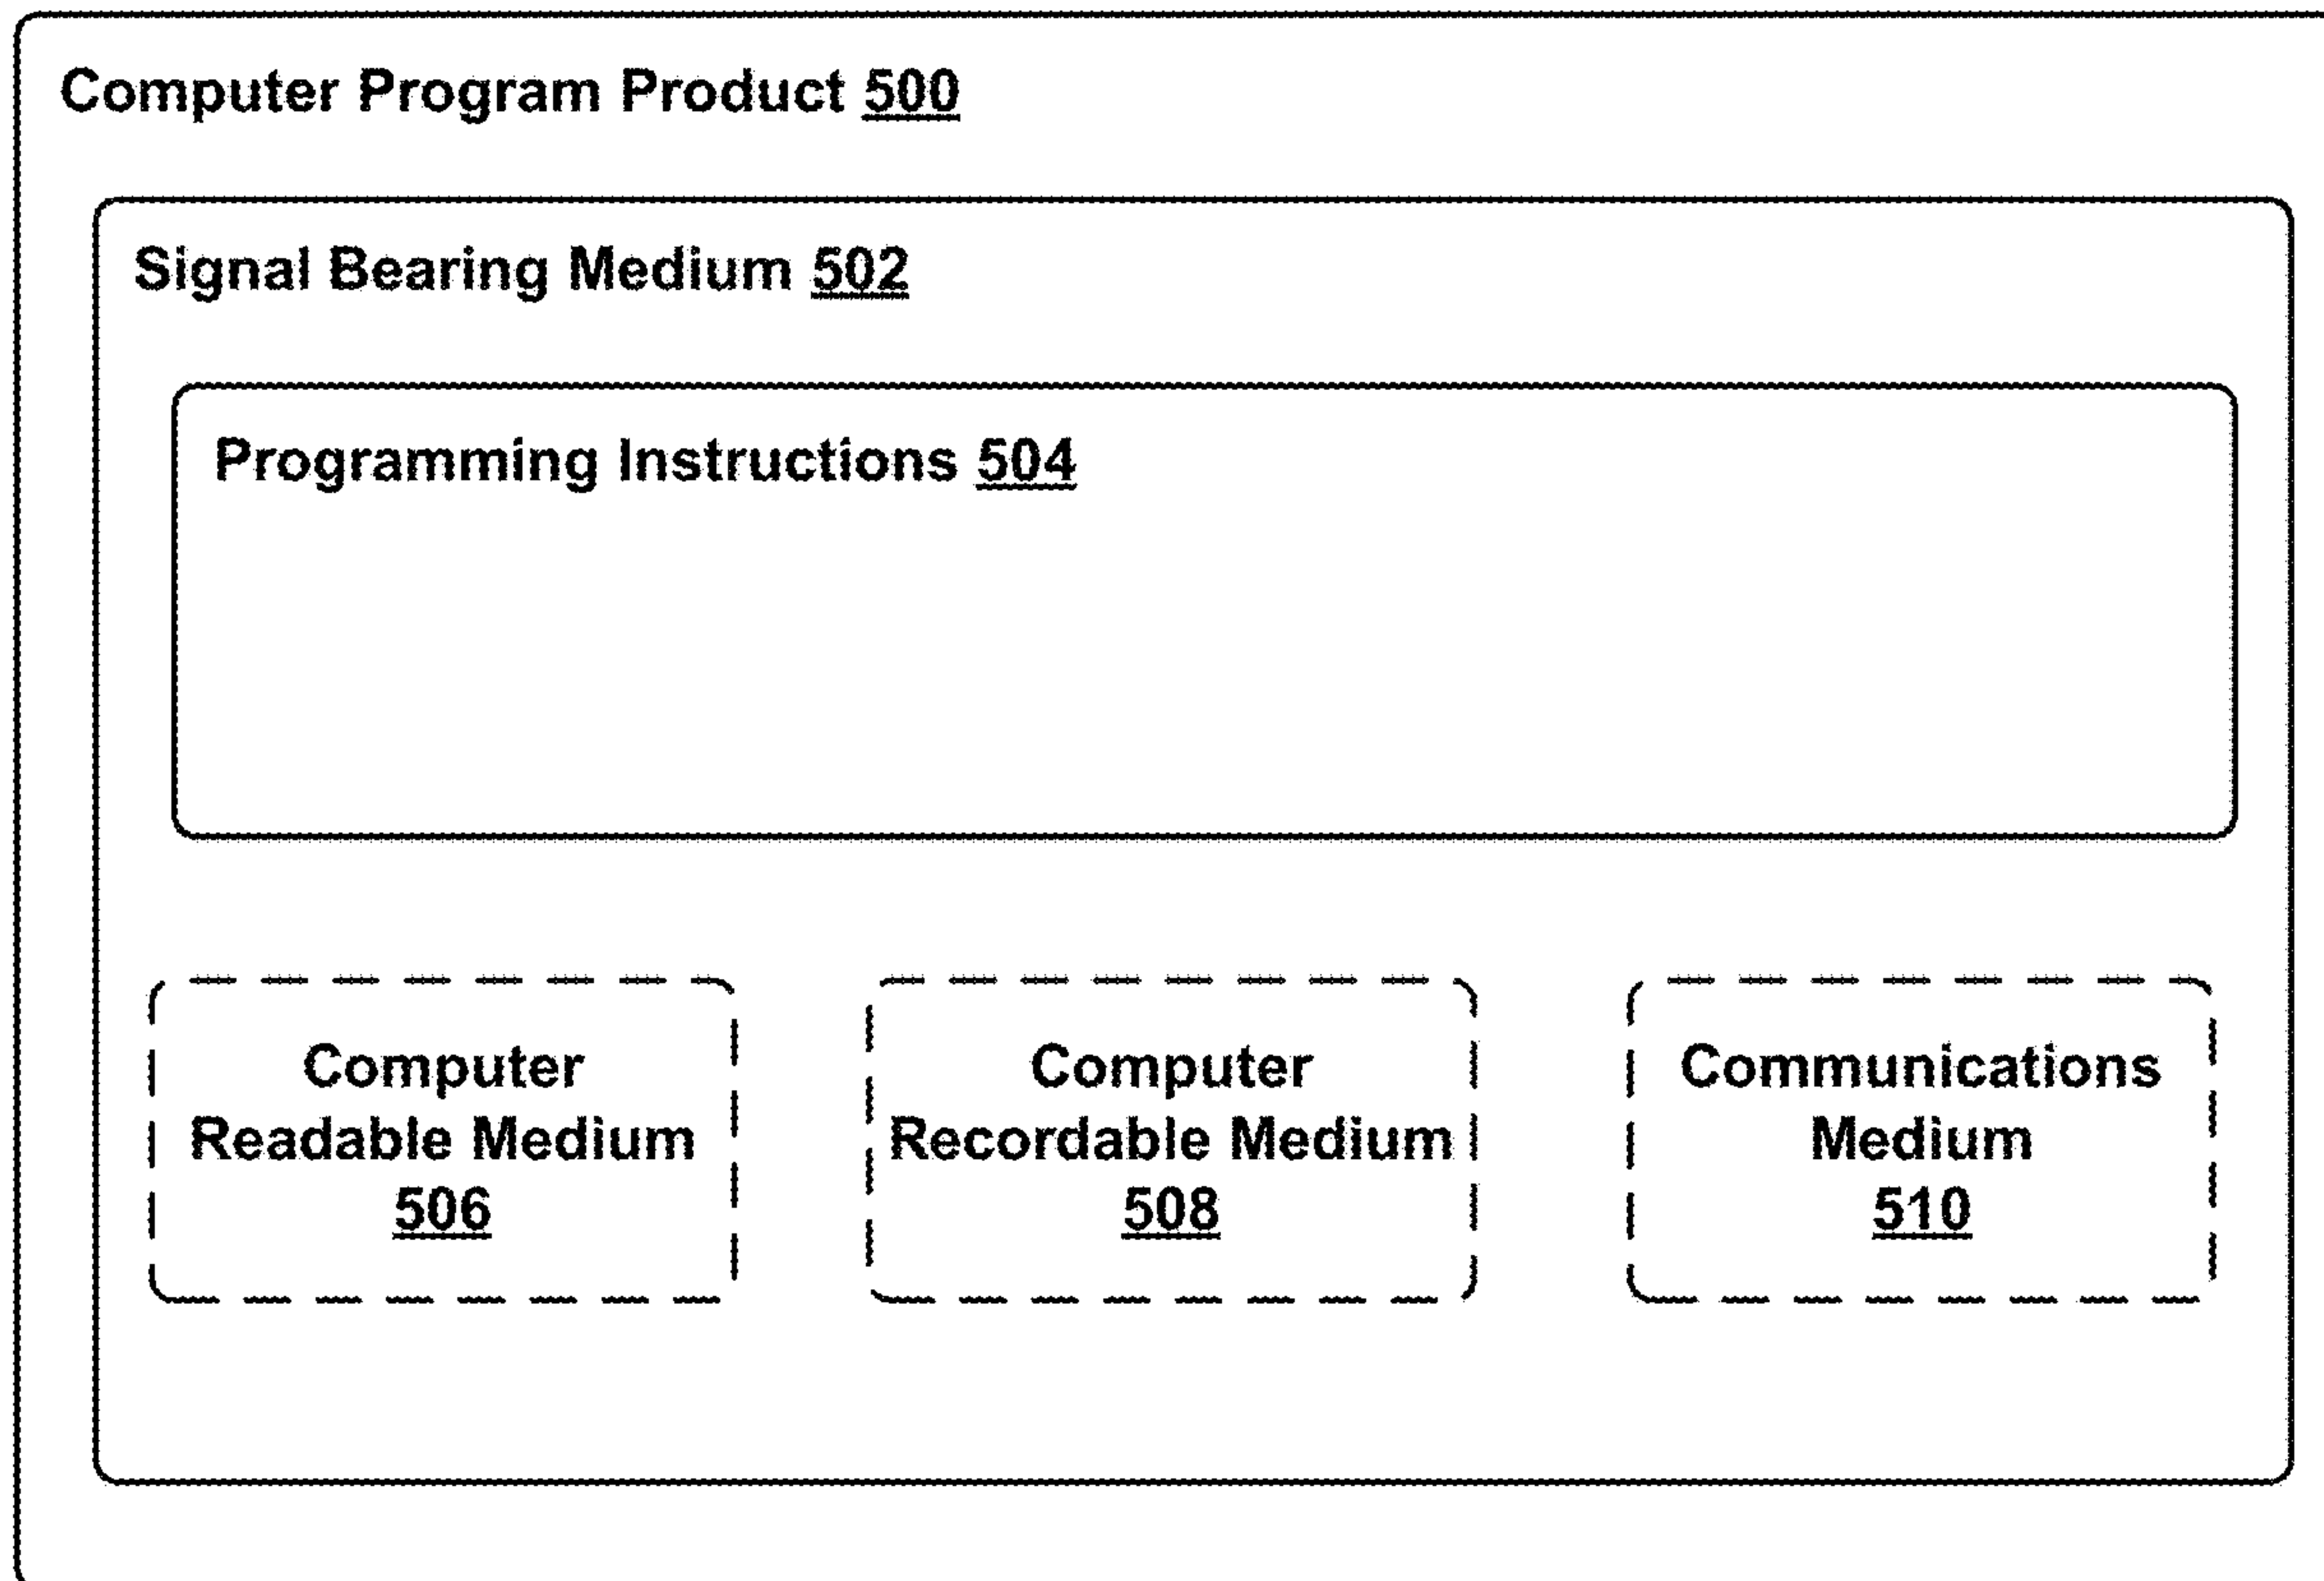 Computer Program Product 500
Signal Bearing Medium 502
Programming Instructions 504
Computer
Readable Medium
506
Computer
Recordable Medium
508
Communications
Medium
510